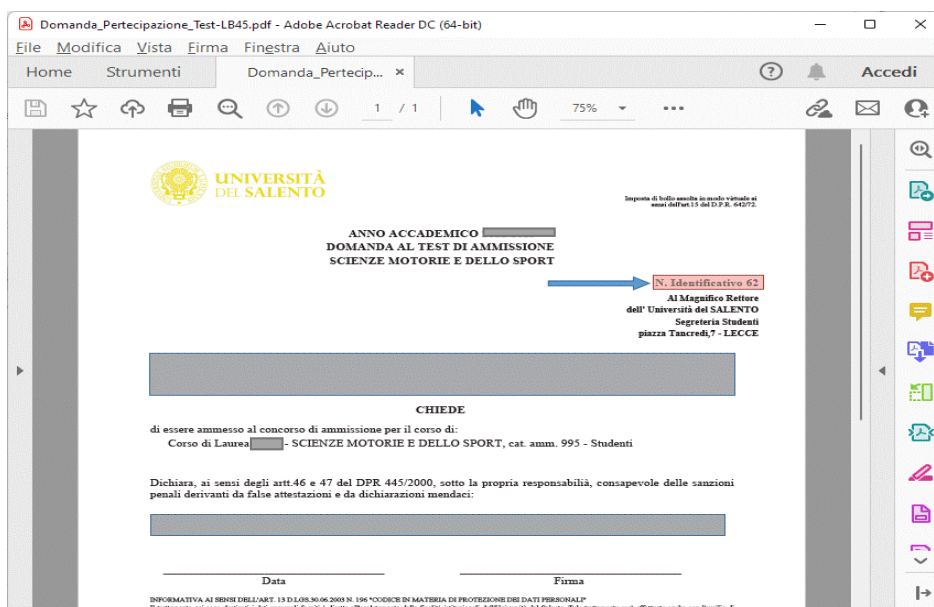 Domanda_Pertecipazione_Test-LB45.pdf - Adobe Acrobat Reader DC (64-bit)
File Modifica Vista Firma Finestra Aiuto
Home Strumenti Domanda_Pertecip... × Accedi
1 / 1 75%
UNIVERSITÀ
DEL SALENTO
Imposta di bollo assolta in modo virtuale ai
sensi dell'art.15 del D.P.R. 642/72.
ANNO ACCADEMICO
DOMANDA AL TEST DI AMMISSIONE
SCIENZE MOTORIE E DELLO SPORT
N. Identificativo 62
Al Magnifico Rettore
dell' Università del SALENTO
Segreteria Studenti
piazza Tancredi,7 - LECCE
CHIEDE
di essere ammesso al concorso di ammissione per il corso di:
Corso di Laurea - SCIENZE MOTORIE E DELLO SPORT, cat. amm. 995 - Studenti
Dichiara, ai sensi degli artt.46 e 47 del DPR 445/2000, sotto la propria responsabilià, consapevole delle sanzioni
penali derivanti da false attestazioni e da dichiarazioni mendaci:
Data Firma
INFORMATIVA AI SENSI DELL'ART. 13 D.LGS.30.06.2003 N. 196 "CODICE IN MATERIA DI PROTEZIONE DEI DATI PERSONALI"